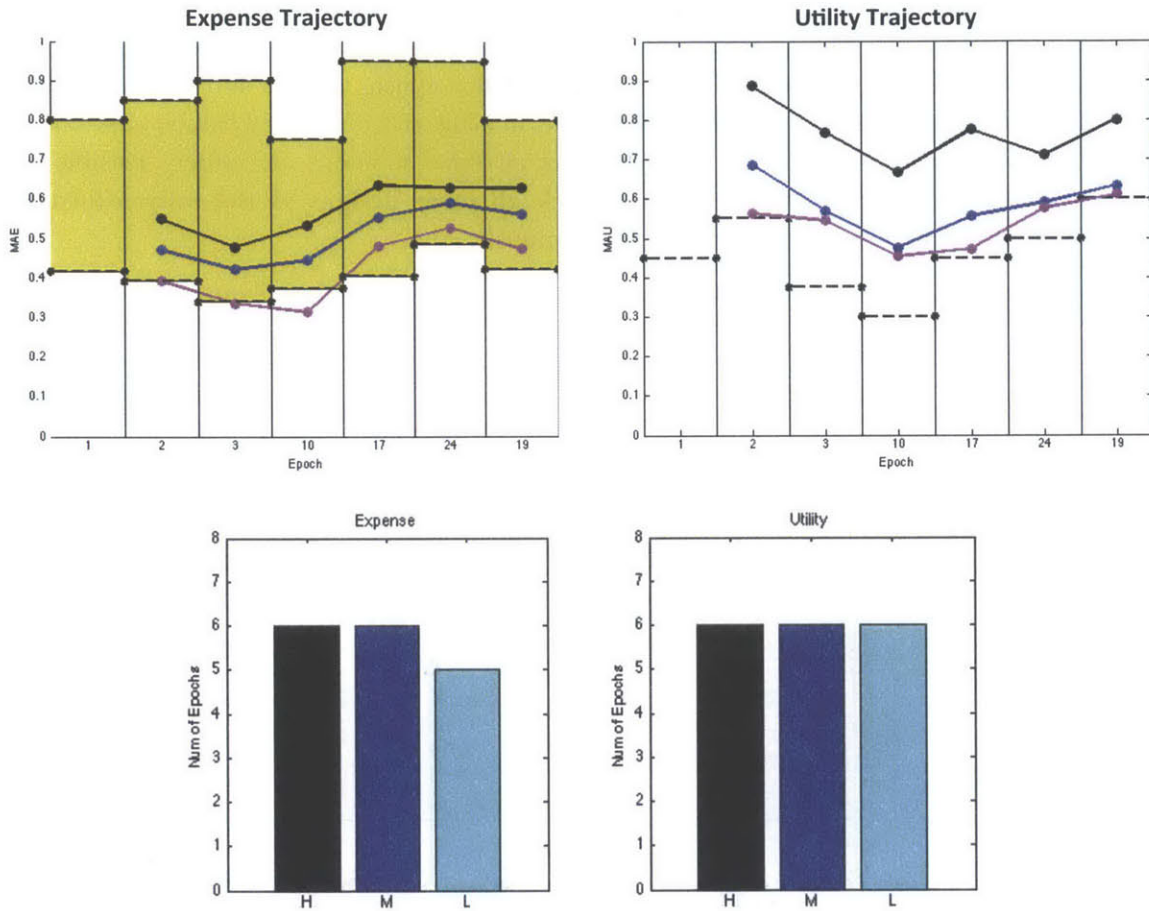 Expense Trajectory
1
0.9
0.8
0.7
0.6
0.5
0.4
0.3
0.2
0.1
0
MAE
1 2 3 10 17 24 19
Epoch
Utility Trajectory
1
0.9
0.8
0.7
0.6
0.5
0.4
0.3
0.2
0.1
0
MAU
1 2 3 10 17 24 19
Epoch
Expense
8
7
6
5
4
3
2
1
0
Num of Epochs
H M L
Utility
8
7
6
5
4
3
2
1
0
Num of Epochs
H M L